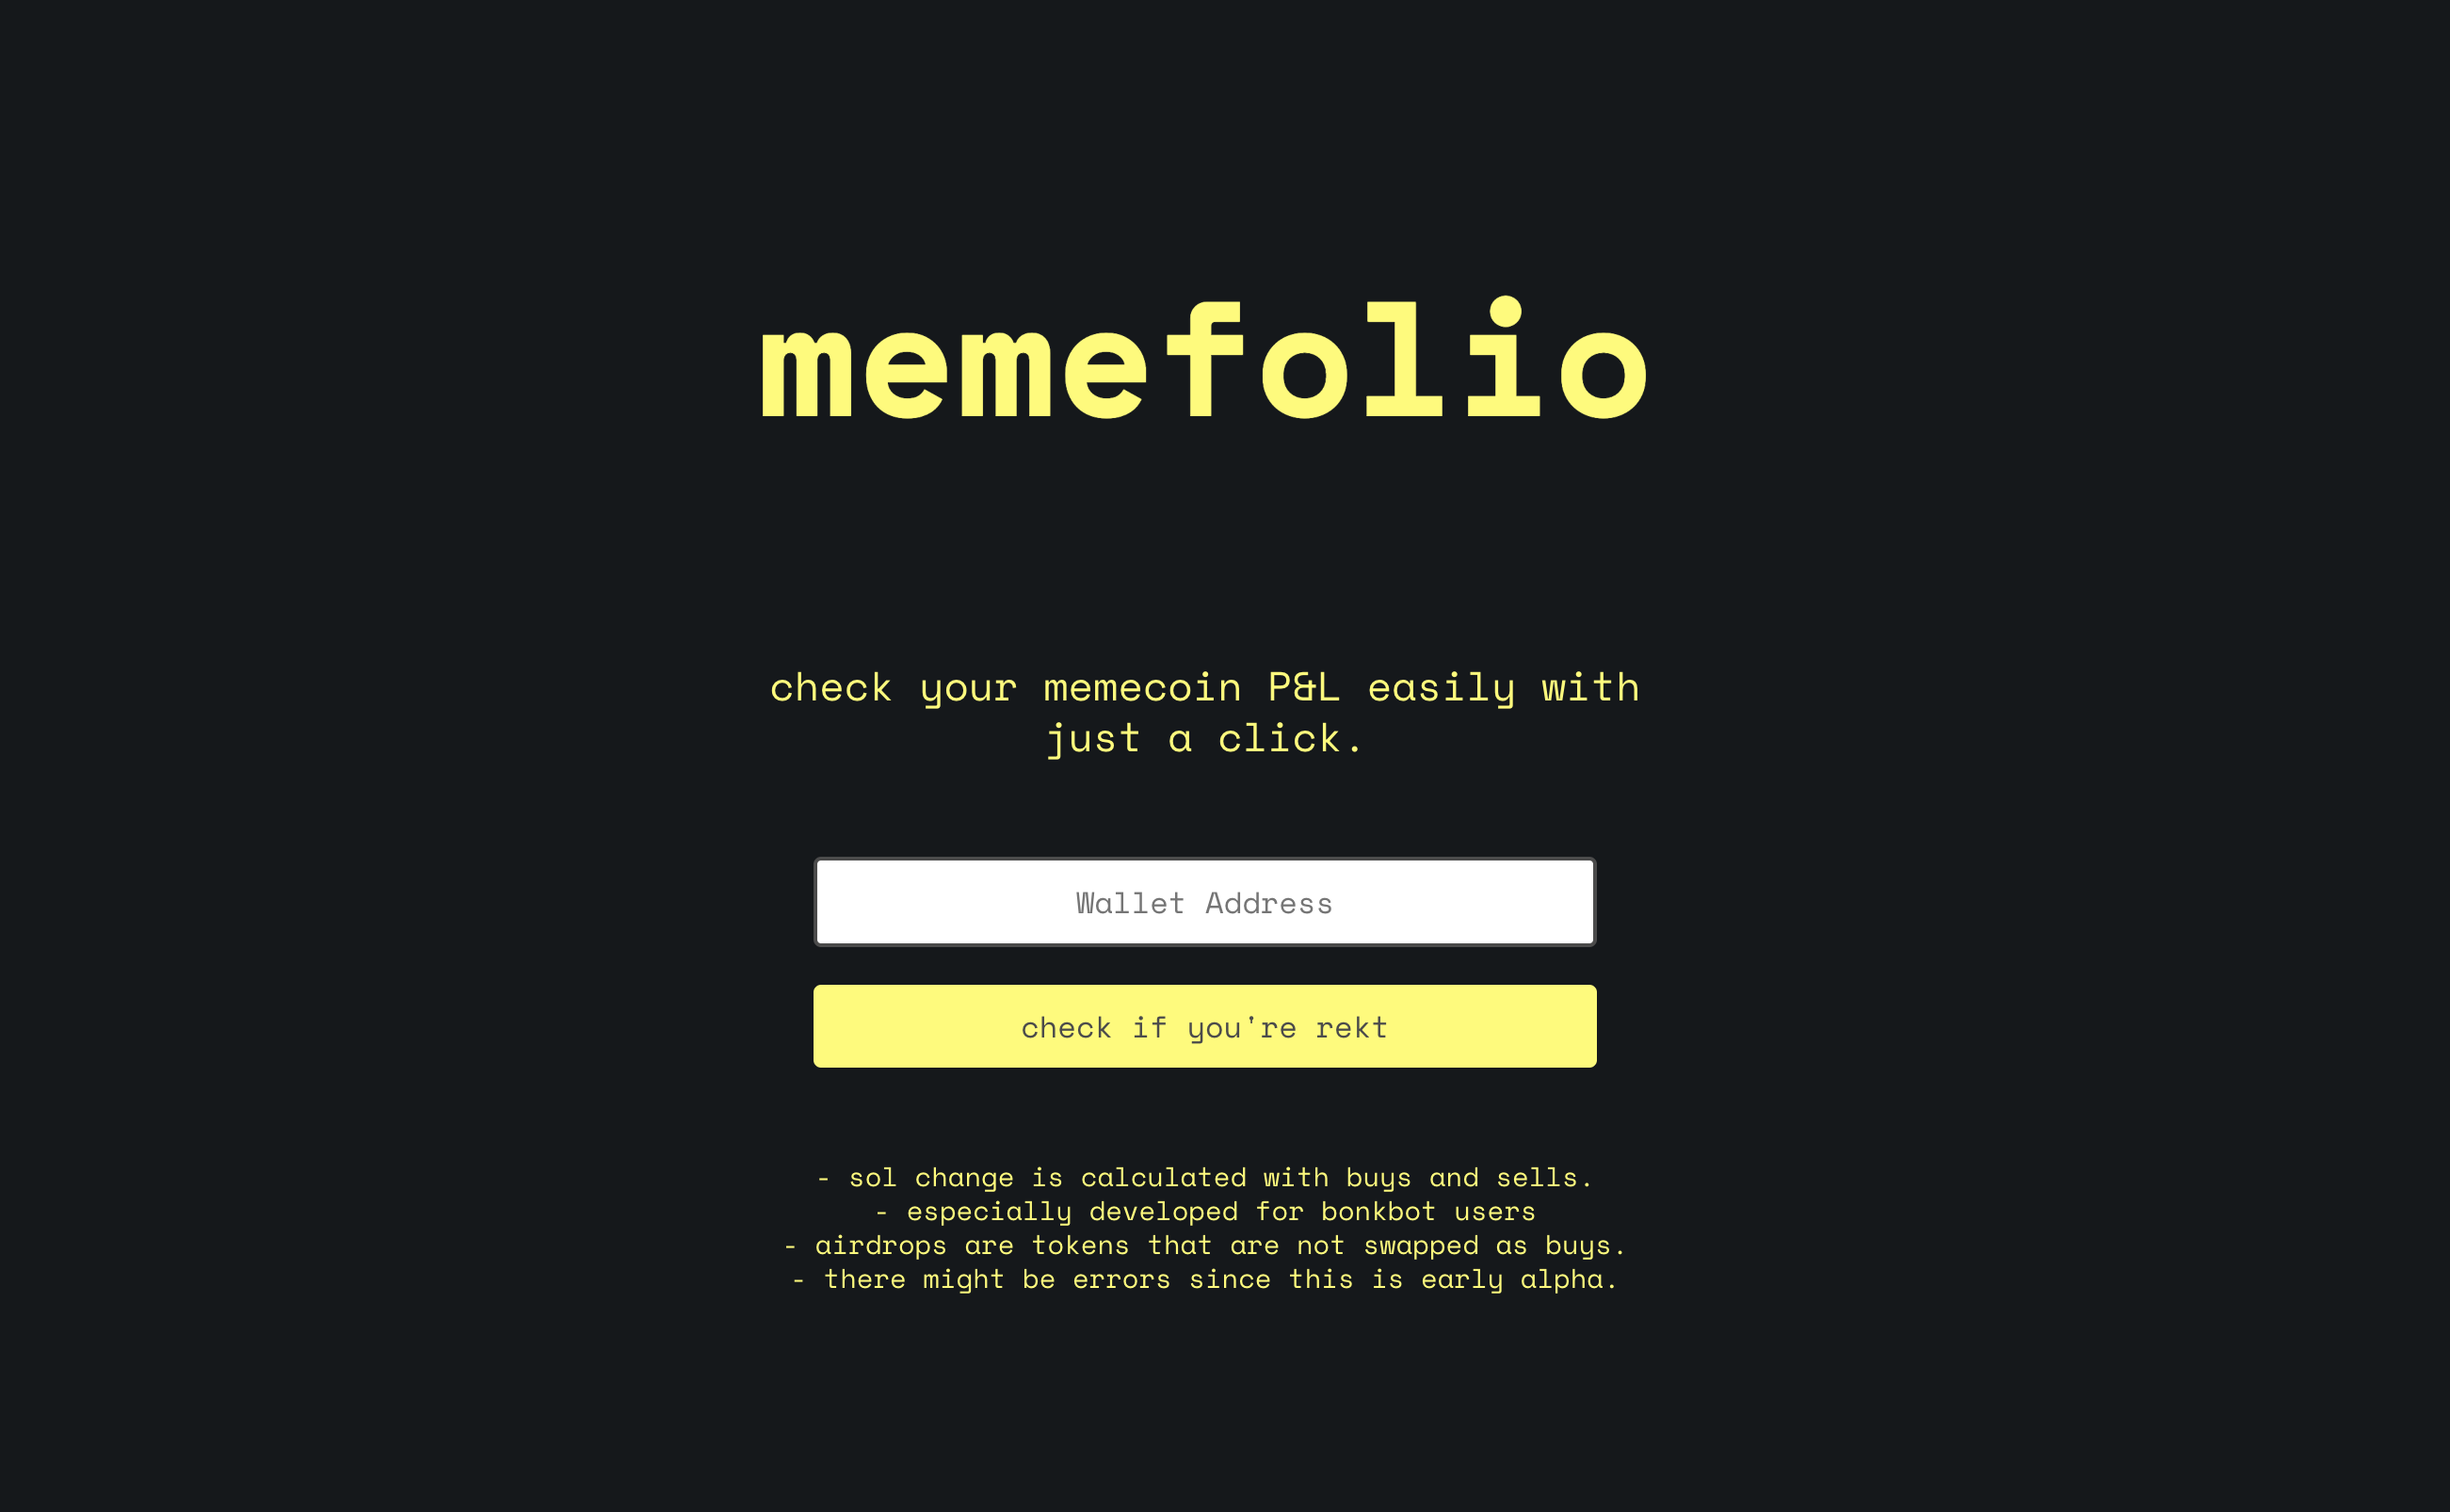 memefolio
check your memecoin P&L easily with
just a click.
Wallet Address
check if you're rekt
- sol change is calculated with buys and sells.
- especially developed for bonkbot users
- airdrops are tokens that are not swapped as buys.
- there might be errors since this is early alpha.